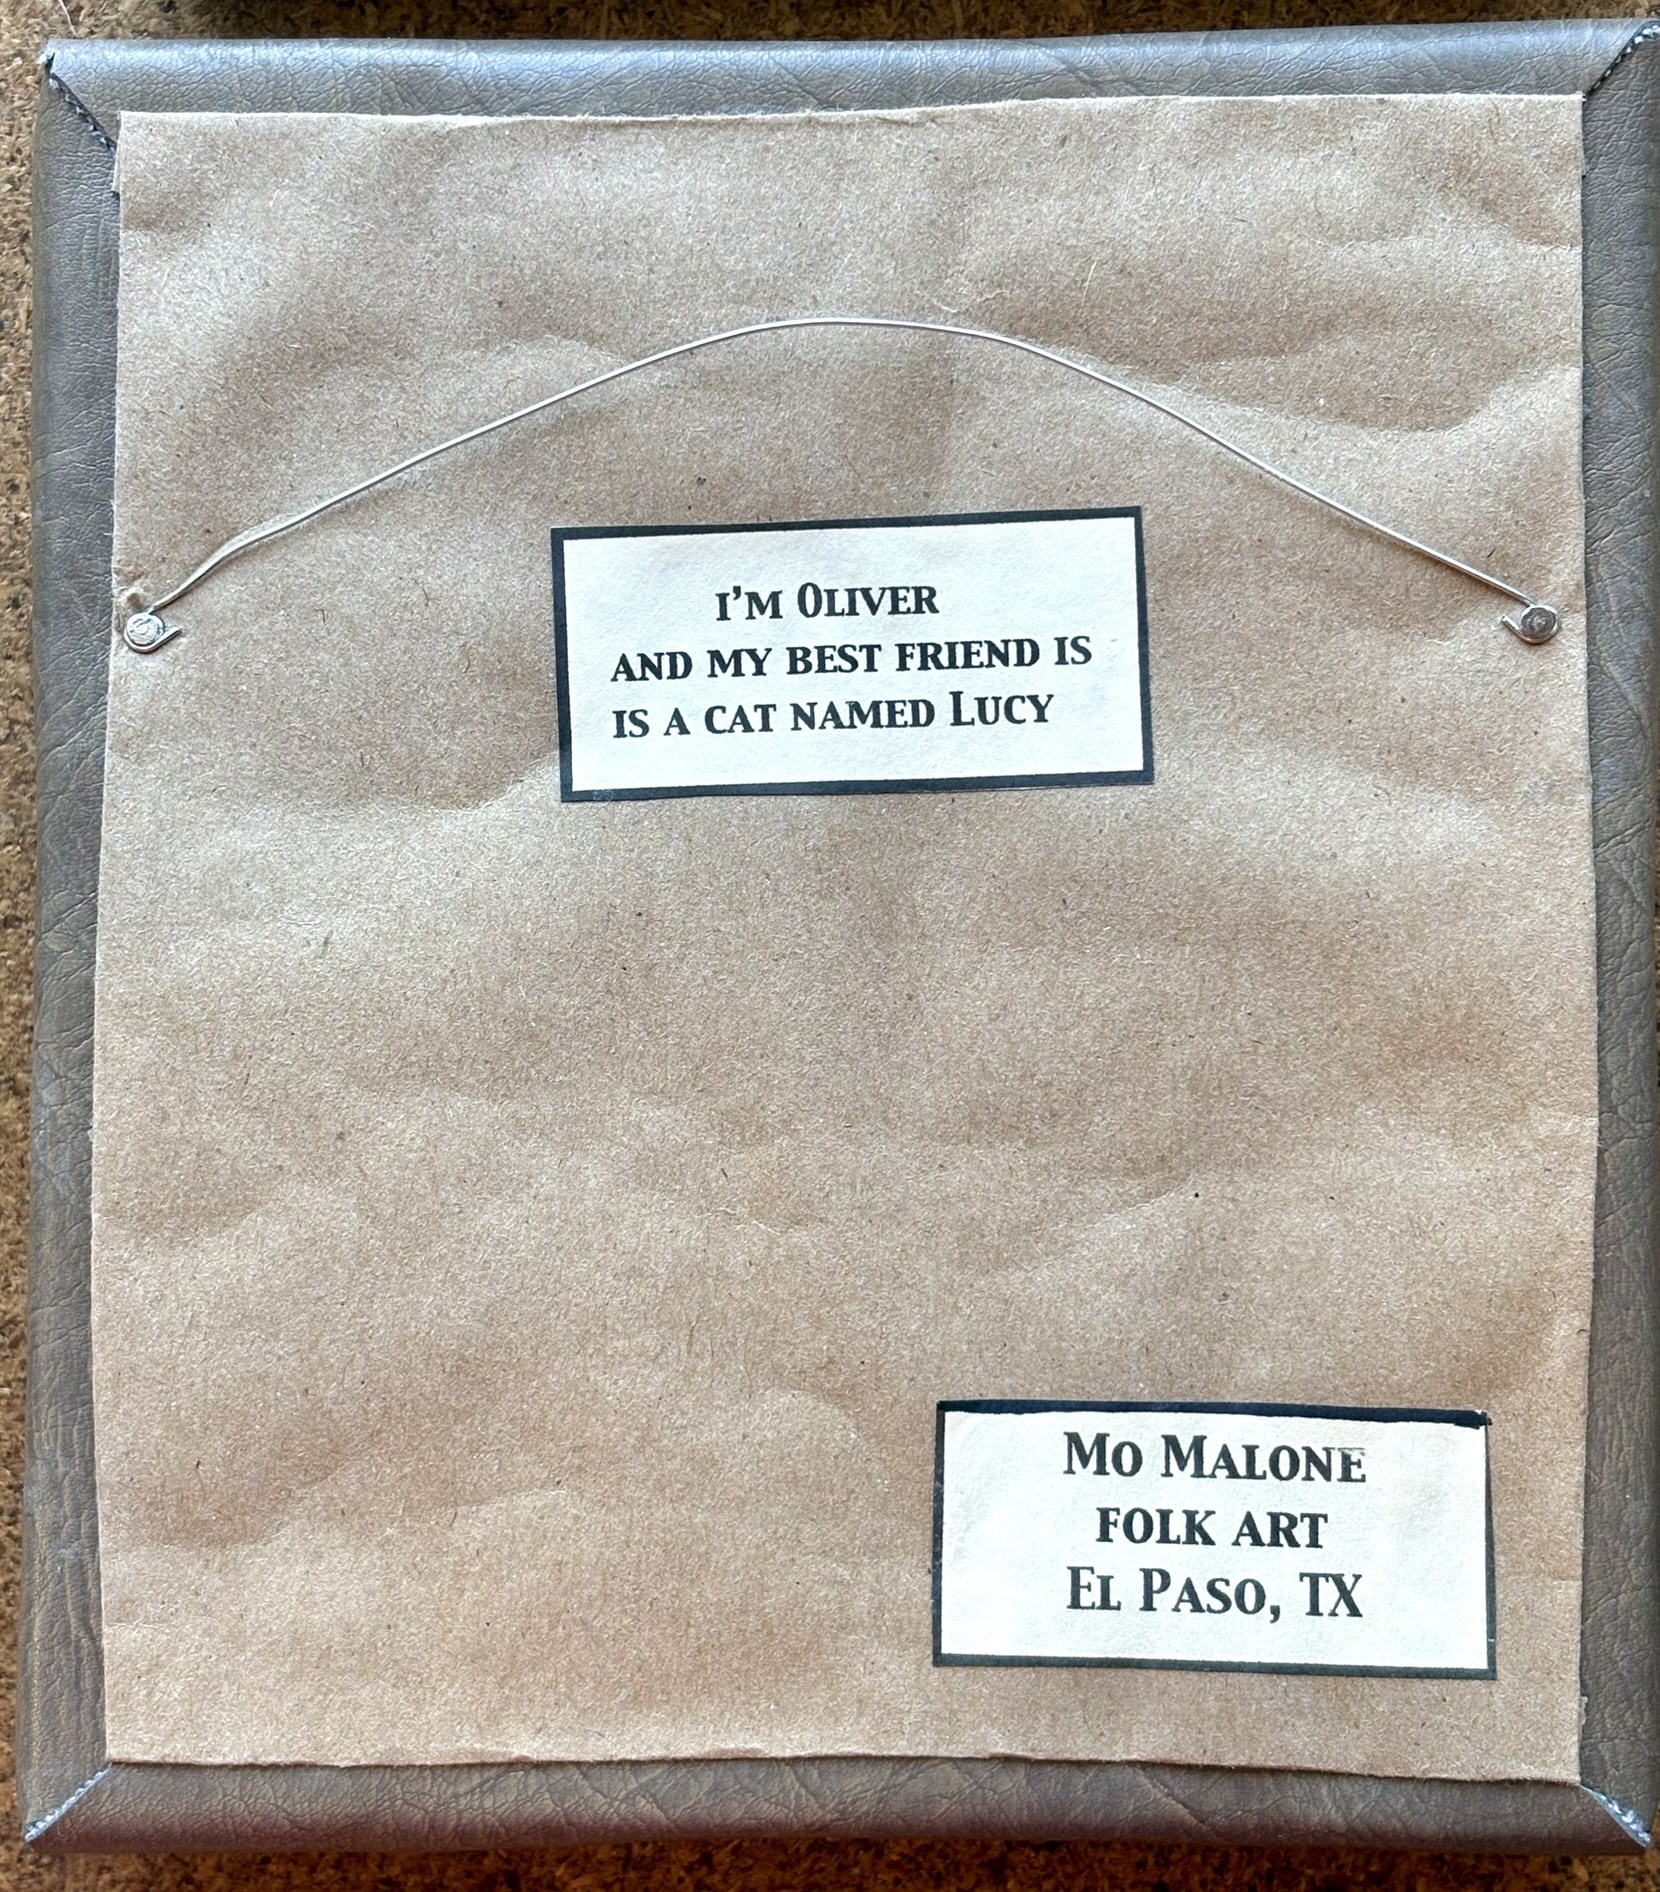 I'M OLIVER
AND MY BEST FRIEND IS
IS A CAT NAMED LUCY
MO MALONE
FOLK ART
EL PASO, TX